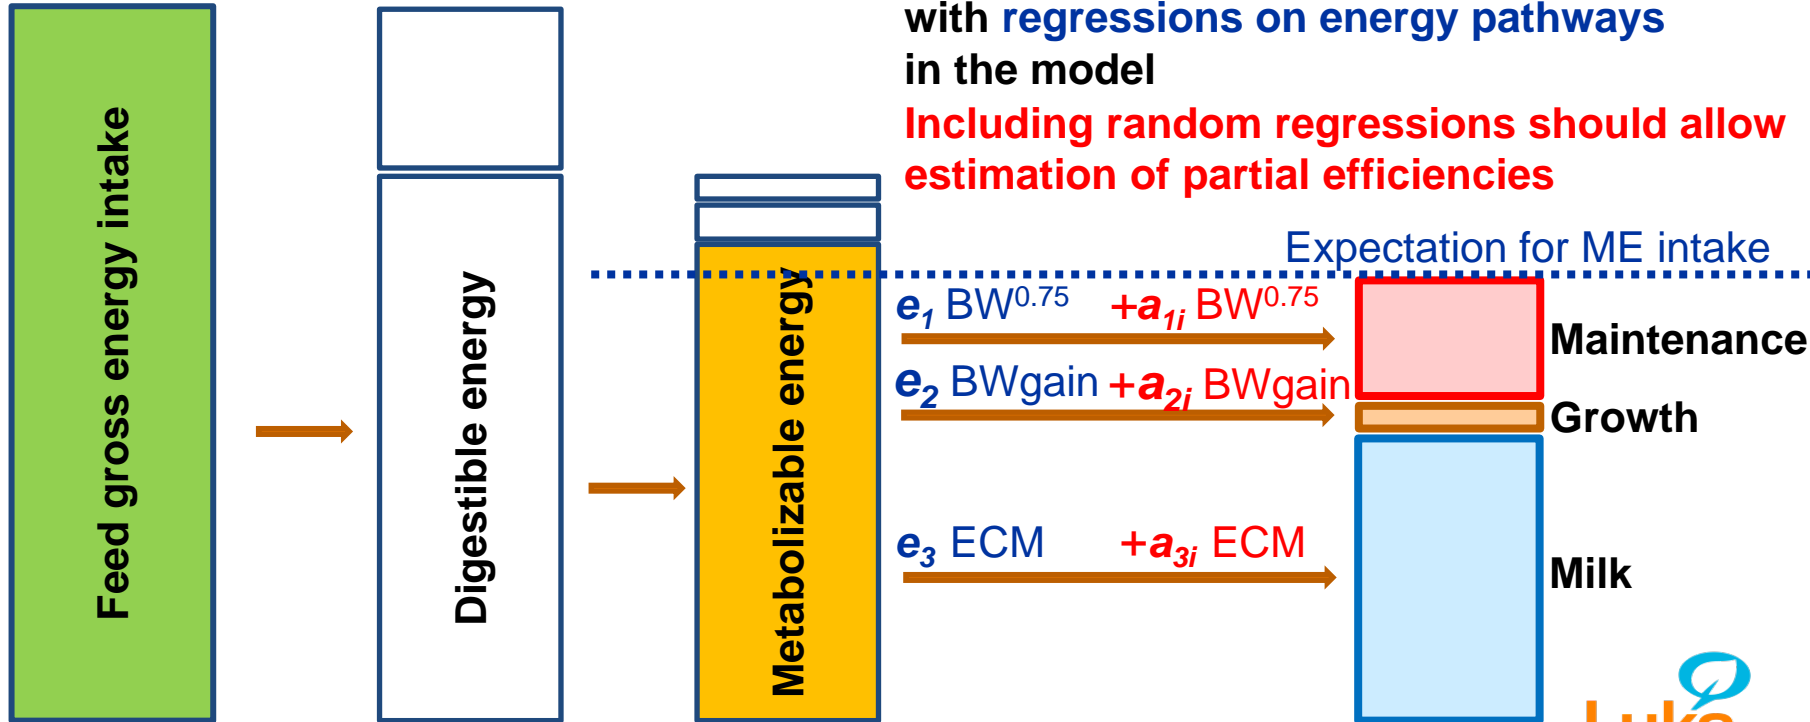 with regressions on energy pathways
in the model
Including random regressions should allow
estimation of partial efficiencies
Expectation for ME intake
Feed gross energy intake
Digestible energy
Metabolizable energy
e1 BW0.75 +a1i BW0.75
Maintenance
e2 BWgain +a2i BWgain
Growth
e3 ECM +a3i ECM
Milk